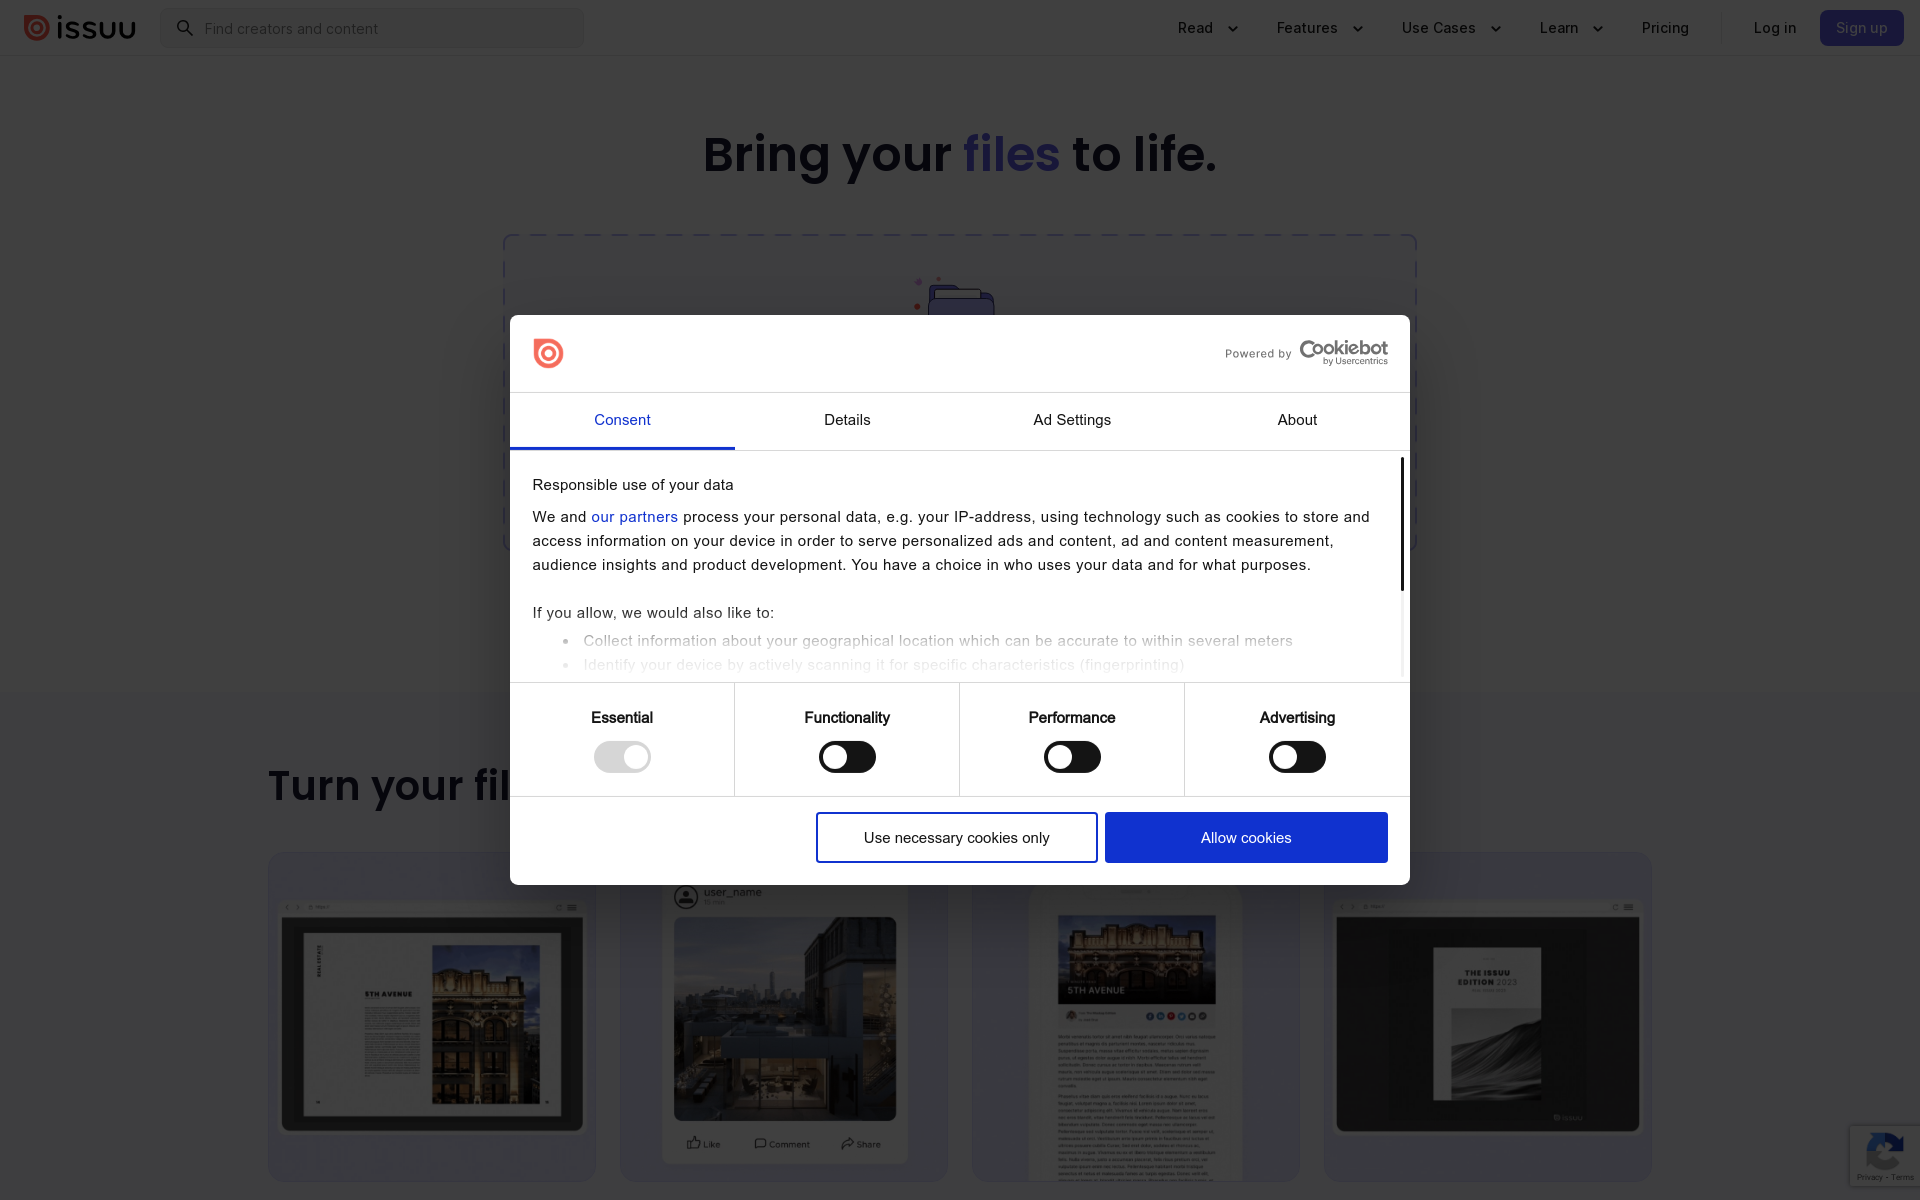 issuu
Find creators and content
Read
Features
Use Cases
Learn
Pricing
Log in
Sign up
Bring your files to life.
Powered by Cookiebot
by Usercentrics
Consent
Details
Ad Settings
About
Responsible use of your data
We and our partners process your personal data, e.g. your IP-address, using technology such as cookies to store and
access information on your device in order to serve personalized ads and content, ad and content measurement,
audience insights and product development. You have a choice in who uses your data and for what purposes.
If you allow, we would also like to:
Collect information about your geographical location which can be accurate to within several meters
Identify your device by actively scanning it for specific characteristics (fingerprinting)
Essential
Functionality
Performance
Advertising
Use necessary cookies only
Allow cookies
Turn your fil
REAL ESTATE
5TH AVENUE
user_name
Like
Comment
Share
5TH AVENUE
THE ISSUU
EDITION 2023
issuu
Privacy - Terms